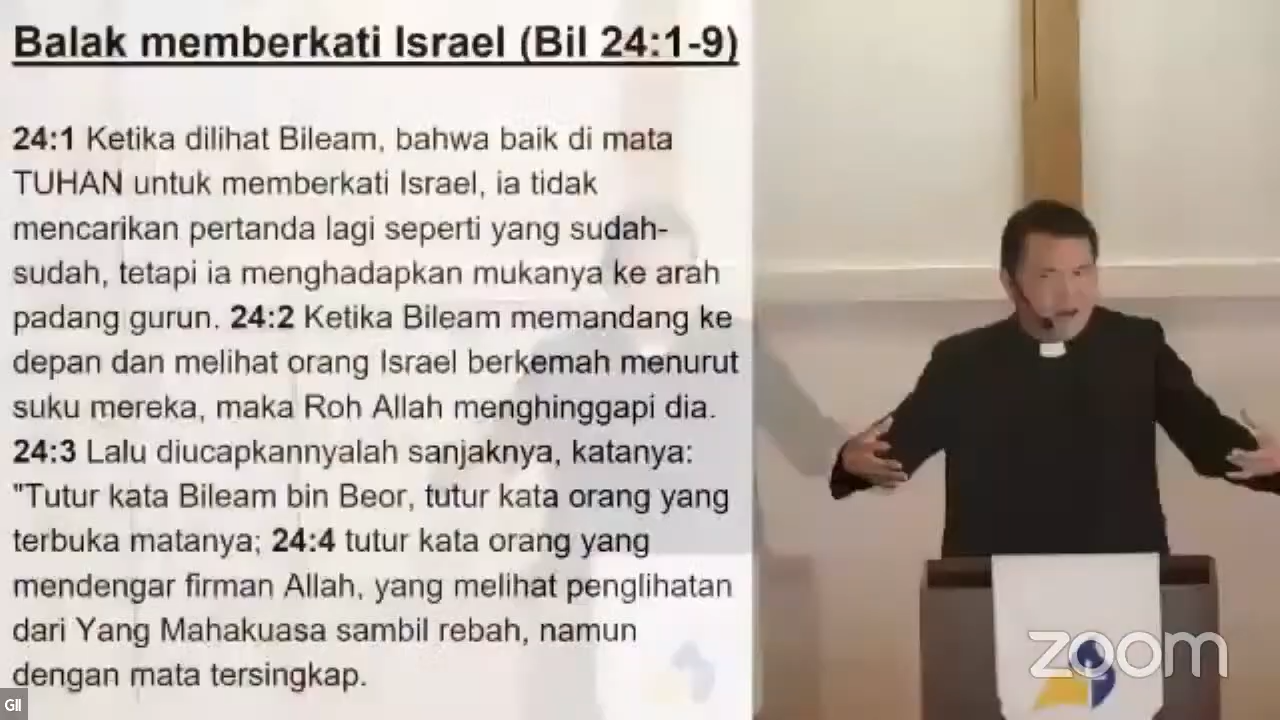 Balak memberkati Israel (Bil 24:1-9)
24:1 Ketika dilihat Bileam, bahwa baik di mata
TUHAN untuk memberkati Israel, ia tidak
mencarikan pertanda lagi seperti yang sudah-
sudah, tetapi ia menghadapkan mukanya ke arah
padang gurun. 24:2 Ketika Bileam memandang ke
depan dan melihat orang Israel berkemah menurut
suku mereka, maka Roh Allah menghinggapi dia.
24:3 Lalu diucapkannyalah sanjaknya, katanya:
"Tutur kata Bileam bin Beor, tutur kata orang yang
terbuka matanya; 24:4 tutur kata orang yang
mendengar firman Allah, yang melihat penglihatan
dari Yang Mahakuasa sambil rebah, namun
dengan mata tersingkap.
zoom
GII